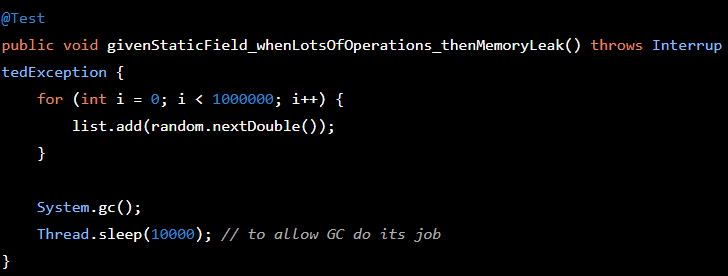 @Test
public void givenStaticField_whenLotsOfOperations_thenMemoryLeak() throws Interrup
tedException {
    for (int i = 0; i < 1000000; i++) {
        list.add(random.nextDouble());
    }

    System.gc();
    Thread.sleep(10000); // to allow GC do its job
}